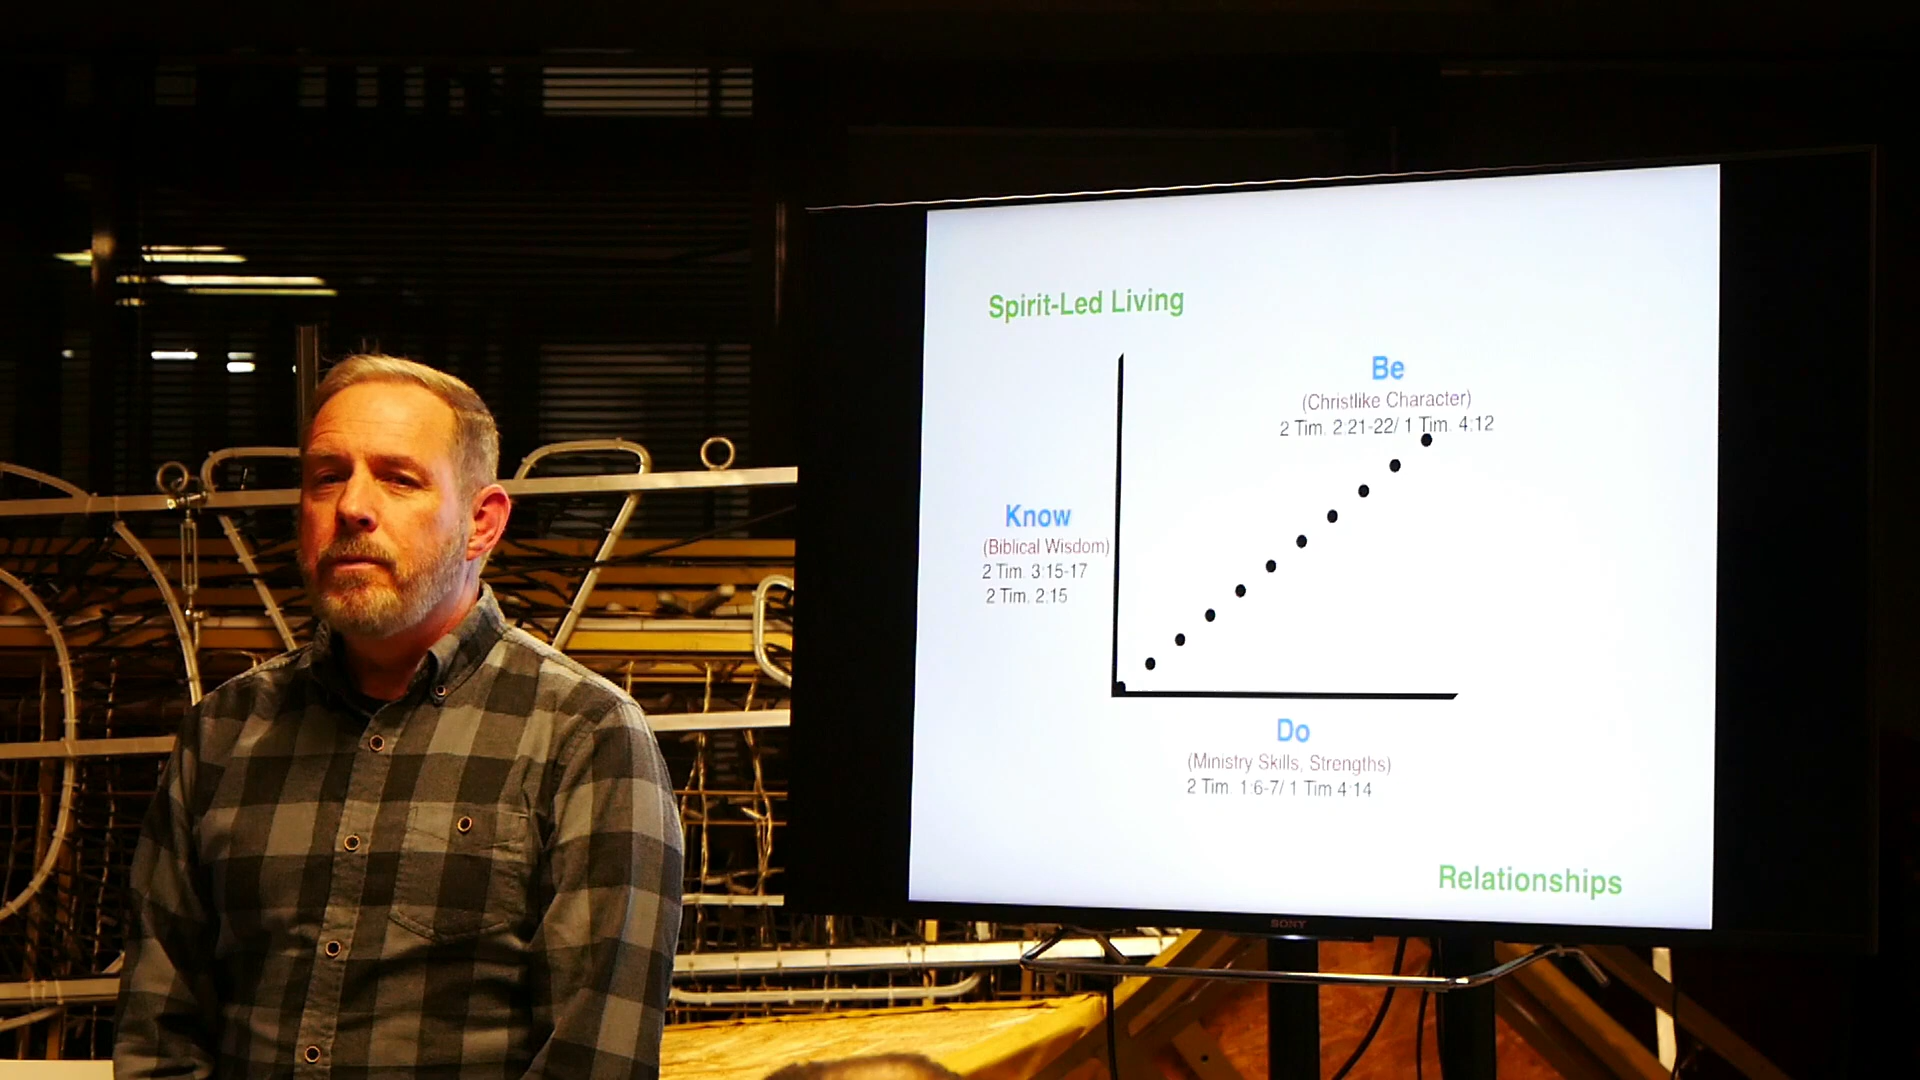 Spirit-Led Living
Be
(Christlike Character)
2 Tim. 2:21-22/ 1 Tim. 4:12
Know
(Biblical Wisdom)
2 Tim. 3:15-17
2 Tim. 2:15
Do
(Ministry Skills, Strengths)
2 Tim. 1:6-7/ 1 Tim 4:14
Relationships
SONY